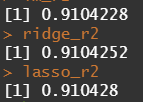 [1] 0.9104228
> ridge_r2
[1] 0.9104252
> lasso_r2
[1] 0.910428